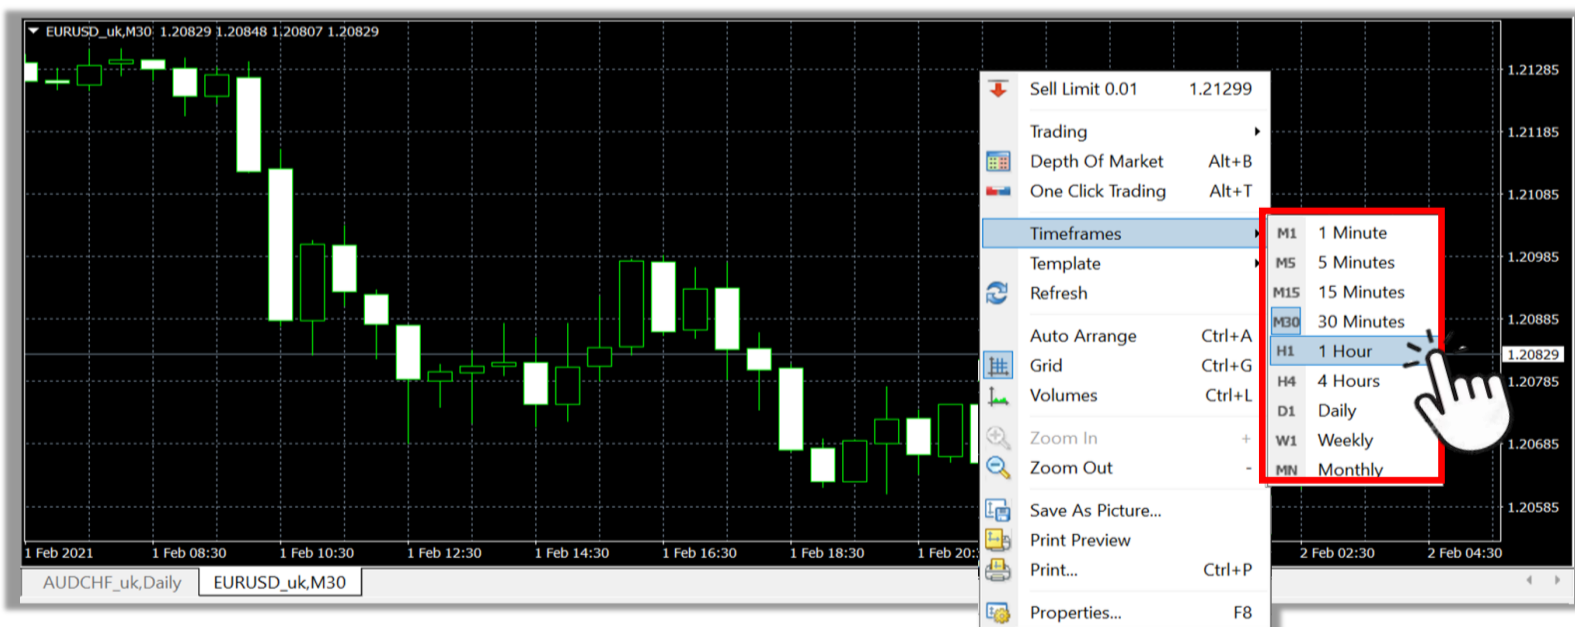 EURUSD_uk,M30 1.20829 1.20848 1.20807 1.20829
1.21285
1.21185
1.21085
1.20985
1.20885
1.20829
1.20785
1.20685
1.20585
Sell Limit 0.01 1.21299
Trading
Depth Of Market Alt+B
One Click Trading Alt+T
Timeframes
Template
Refresh
Auto Arrange Ctrl+A
Grid Ctrl+G
Volumes Ctrl+L
Zoom In +
Zoom Out -
Save As Picture...
Print Preview
Print... Ctrl+P
Properties... F8
M1 1 Minute
M5 5 Minutes
M15 15 Minutes
M30 30 Minutes
H1 1 Hour
H4 4 Hours
D1 Daily
W1 Weekly
MN Monthly
1 Feb 2021 1 Feb 08:30 1 Feb 10:30 1 Feb 12:30 1 Feb 14:30 1 Feb 16:30 1 Feb 18:30 1 Feb 20: 2 Feb 02:30 2 Feb 04:30
AUDCHF_uk,Daily EURUSD_uk,M30